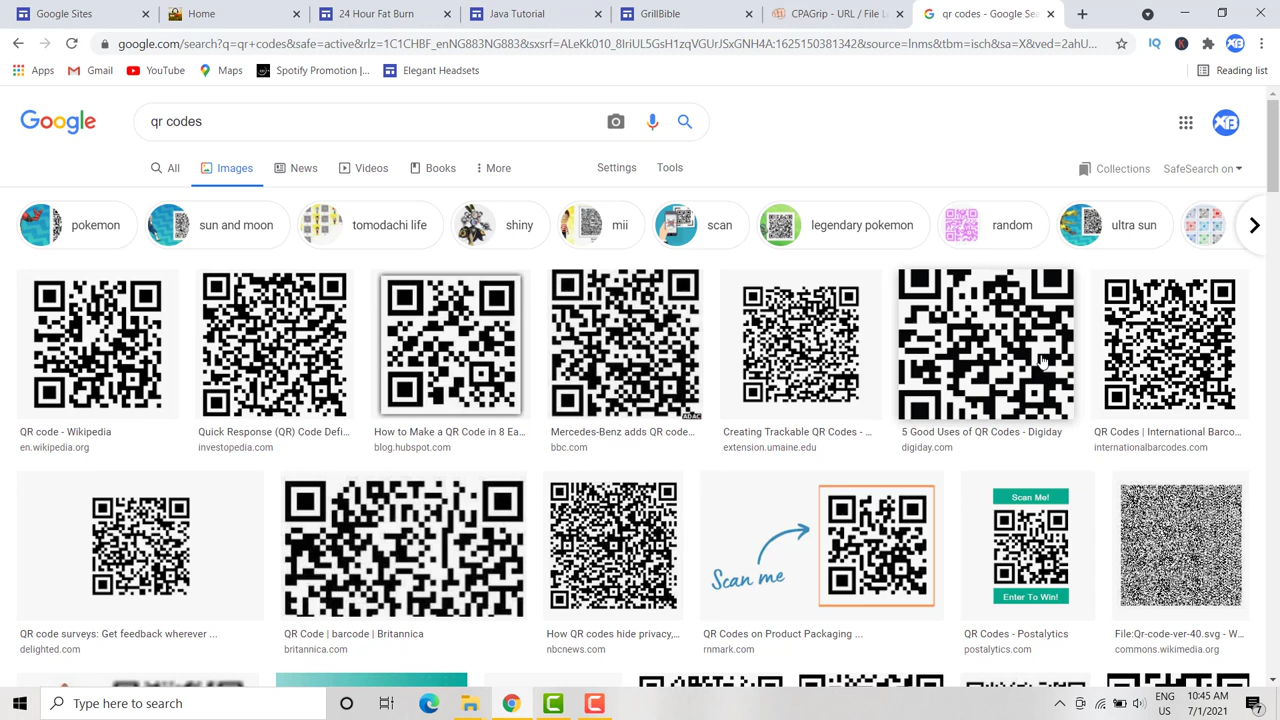 Google Sites
Home
24 Hour Fat Burn
Java Tutorial
GrillBible
CPAGrip - URL / File L
qr codes - Google Se
google.com/search?q=qr+codes&safe=active&rlz=1C1CHBF_enNG883NG883&sxsrf=ALeKk010_8IriUL5GsH1zqVGUrJSxGNH4A:1625150381342&source=lnms&tbm=isch&sa=X&ved=2ahU...
IQ
K
XB
Apps
Gmail
YouTube
Maps
Spotify Promotion |...
Elegant Headsets
Reading list
Google
qr codes
XB
All
Images
News
Videos
Books
More
Settings
Tools
Collections
SafeSearch on
pokemon
sun and moon
tomodachi life
shiny
mii
scan
legendary pokemon
random
ultra sun
ADAC
QR code - Wikipedia
en.wikipedia.org
Quick Response (QR) Code Defi...
investopedia.com
How to Make a QR Code in 8 Ea...
blog.hubspot.com
Mercedes-Benz adds QR code...
bbc.com
Creating Trackable QR Codes - ...
extension.umaine.edu
5 Good Uses of QR Codes - Digiday
digiday.com
QR Codes | International Barco...
internationalbarcodes.com
Scan me
Scan Me!
Enter To Win!
QR code surveys: Get feedback wherever ...
delighted.com
QR Code | barcode | Britannica
britannica.com
How QR codes hide privacy,...
nbcnews.com
QR Codes on Product Packaging ...
rnmark.com
QR Codes - Postalytics
postalytics.com
File:Qr-code-ver-40.svg - W...
commons.wikimedia.org
Type here to search
ENG
US
10:45 AM
7/1/2021
7